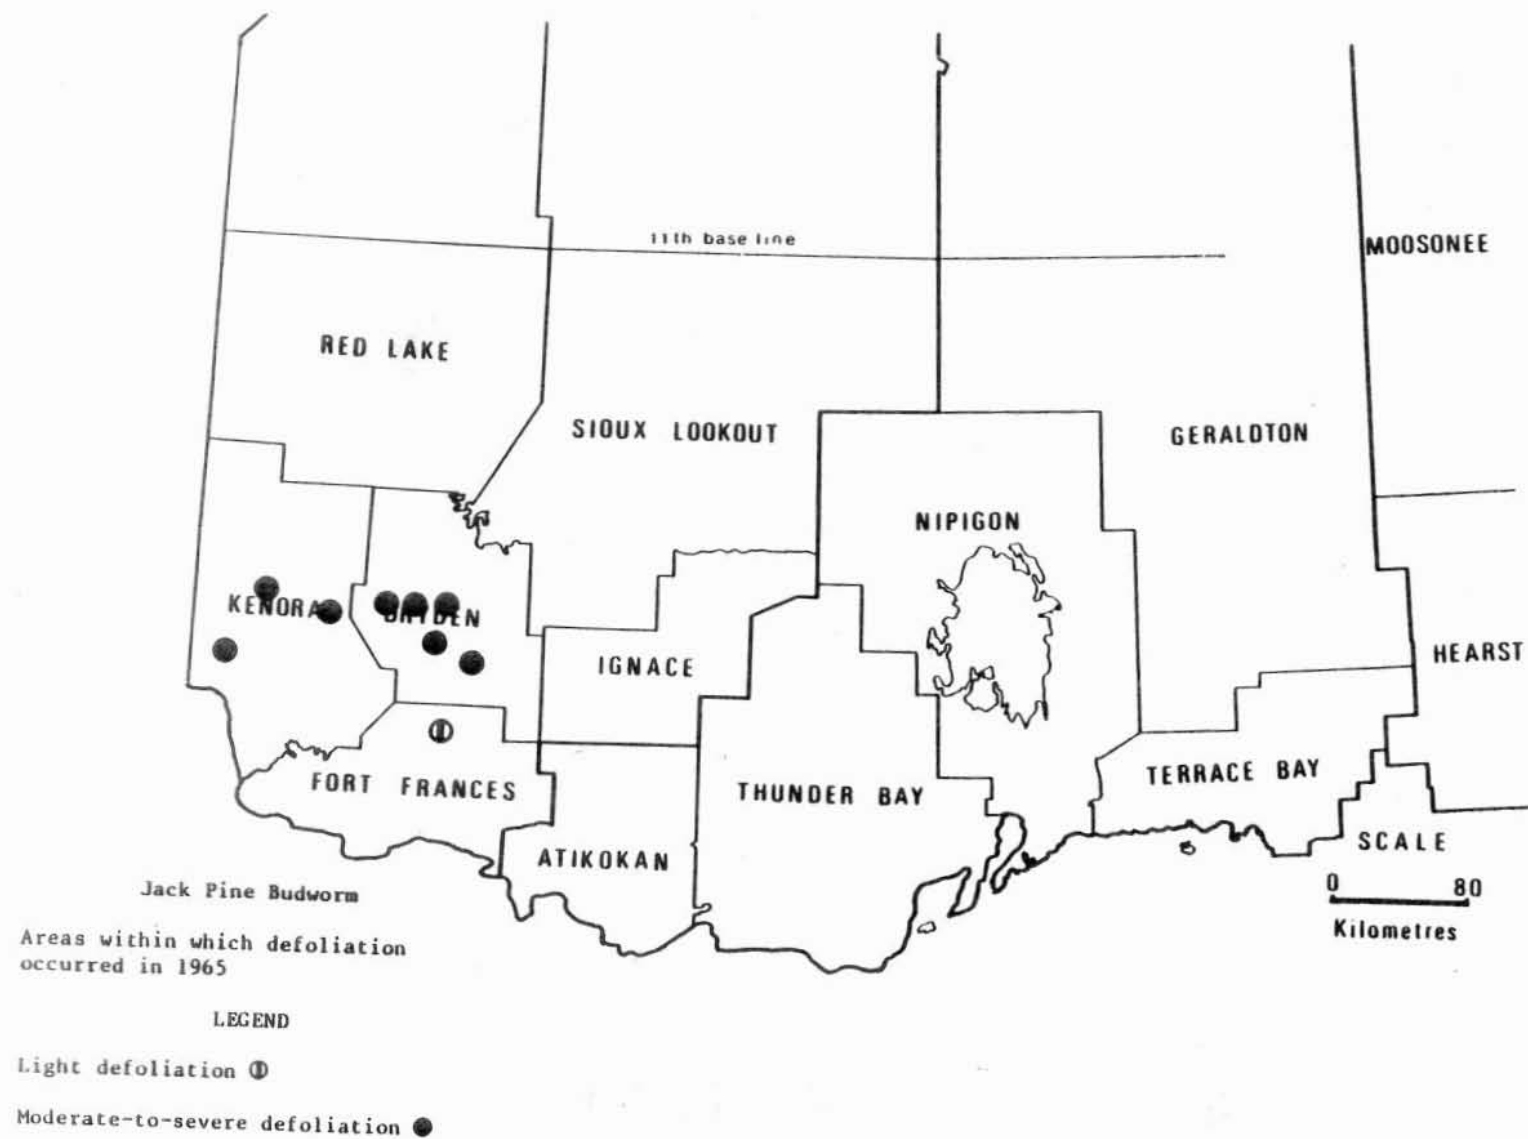 11th base line
MOOSONEE
RED LAKE
SIOUX LOOKOUT
GERALDTON
NIPIGON
KENORA
DRYDEN
IGNACE
HEARST
FORT FRANCES
THUNDER BAY
TERRACE BAY
ATIKOKAN
SCALE
0 80
Kilometres
Jack Pine Budworm
Areas within which defoliation
occurred in 1965
LEGEND
Light defoliation
Moderate-to-severe defoliation